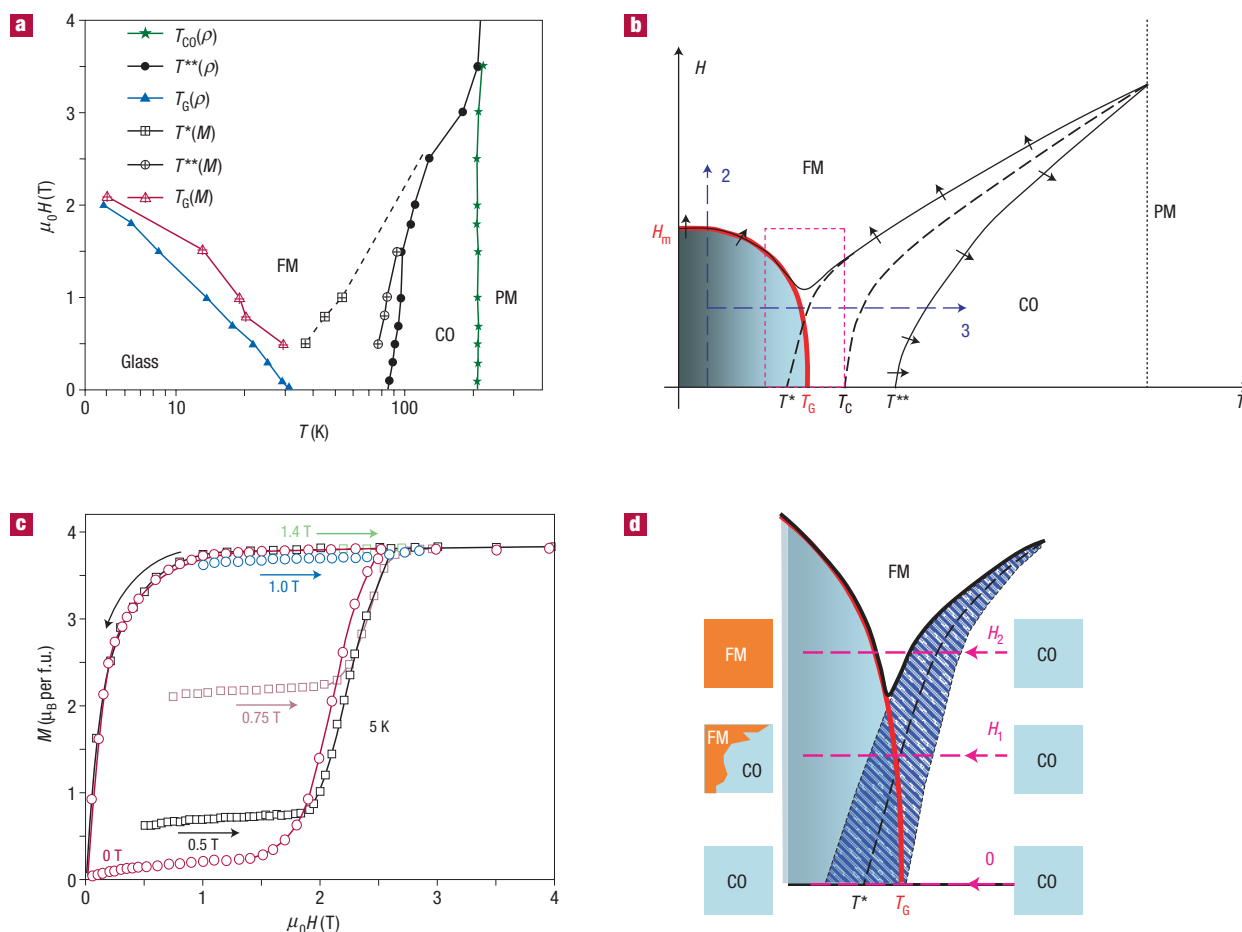 a
4
3
2
1
0
μ₀H (T)
T_CO(ρ)
T**(ρ)
T_G(ρ)
T*(M)
T**(M)
T_G(M)
FM
PM
CO
Glass
0
10
100
T (K)
b
H
2
FM
PM
H_m
CO
3
T*
T_G
T_C
T**
T
c
4
3
2
1
0
M (μ_B per f.u.)
1.4 T
1.0 T
0.75 T
5 K
0.5 T
0 T
0
1
2
3
4
μ₀H (T)
d
FM
FM
H₂
CO
FM
CO
H₁
CO
CO
0
CO
T*
T_G